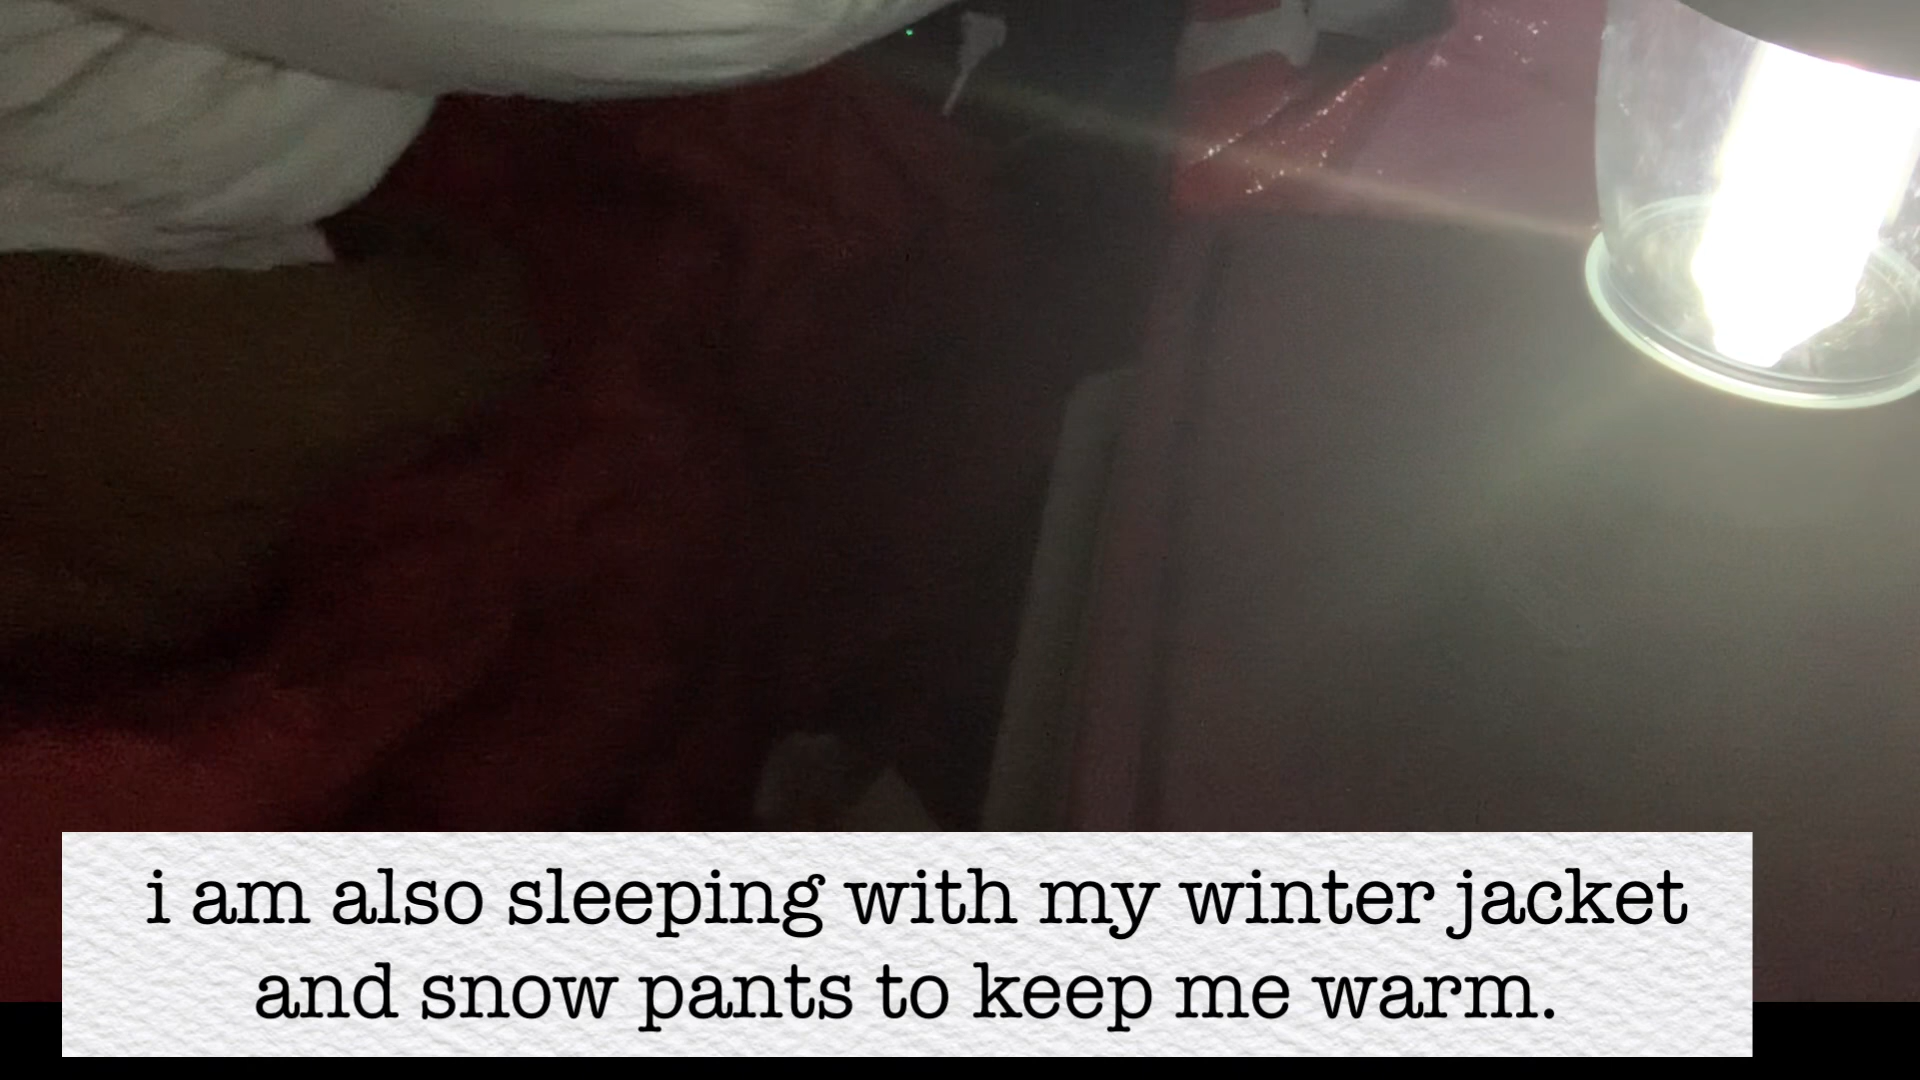 i am also sleeping with my winter jacket
and snow pants to keep me warm.